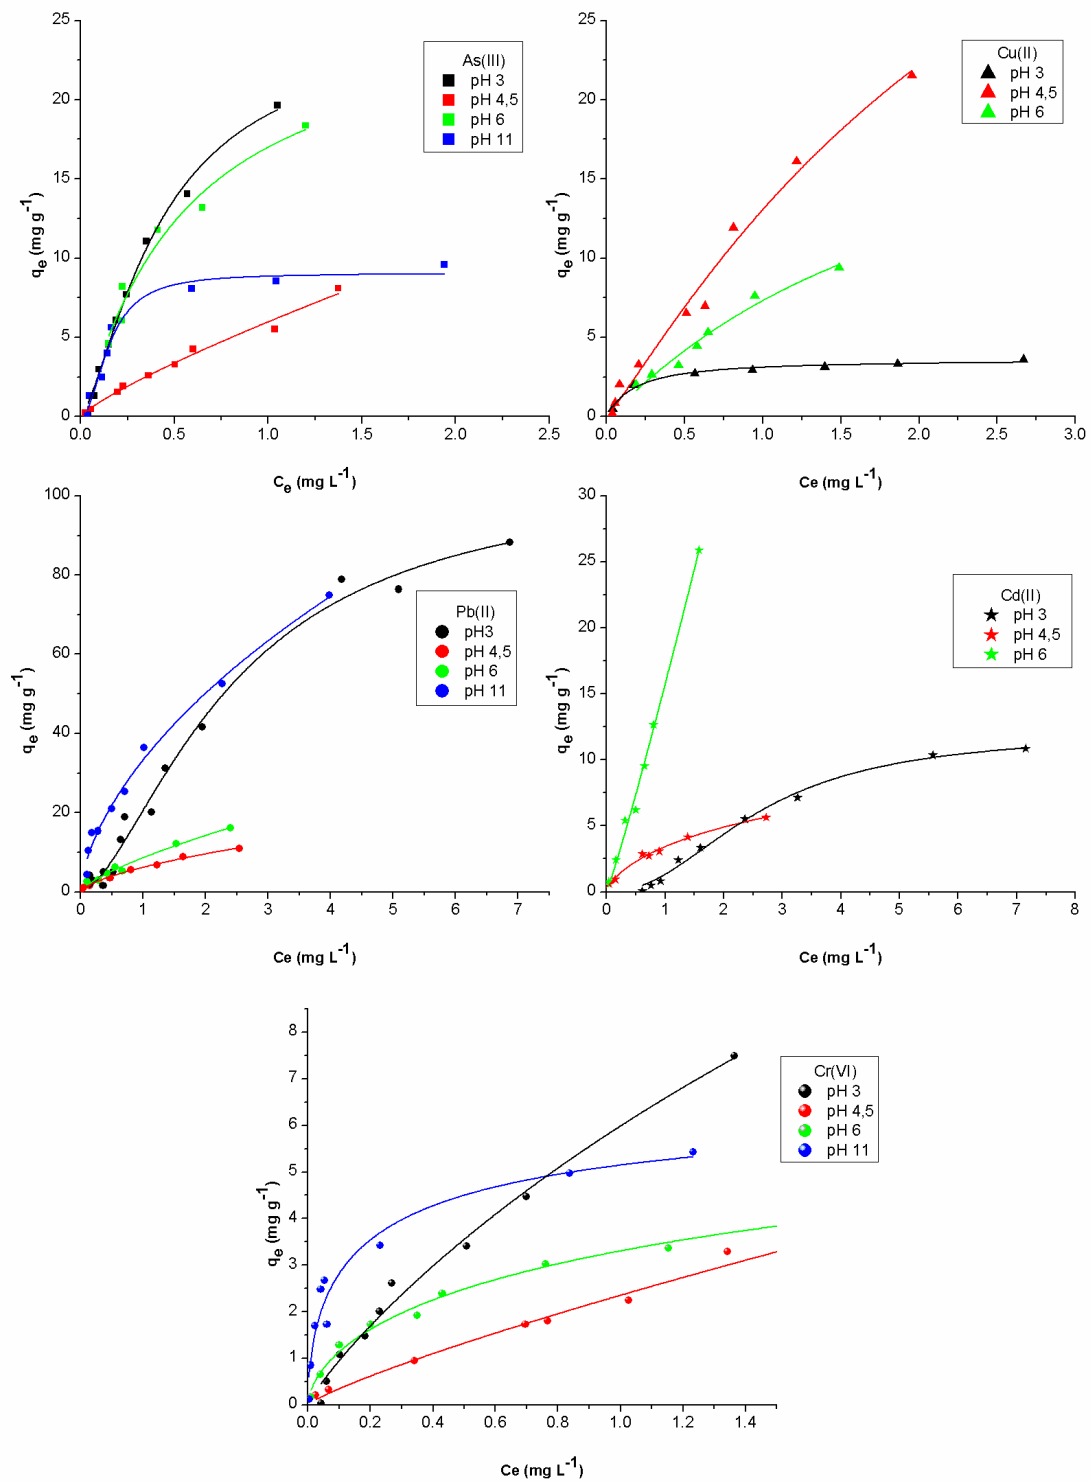 As(III)
pH 3
pH 4,5
pH 6
pH 11
25
20
15
10
5
0
q_e (mg g^-1)
0.0 0.5 1.0 1.5 2.0 2.5
C_e (mg L^-1)
Cu(II)
pH 3
pH 4,5
pH 6
25
20
15
10
5
0
q_e (mg g^-1)
0.0 0.5 1.0 1.5 2.0 2.5 3.0
Ce (mg L^-1)
Pb(II)
pH3
pH 4,5
pH 6
pH 11
100
80
60
40
20
0
q_e (mg g^-1)
0 1 2 3 4 5 6 7
Ce (mg L^-1)
Cd(II)
pH 3
pH 4,5
pH 6
30
25
20
15
10
5
0
q_e (mg g^-1)
0 1 2 3 4 5 6 7 8
Ce (mg L^-1)
Cr(VI)
pH 3
pH 4,5
pH 6
pH 11
8
7
6
5
4
3
2
1
0
q_e (mg g^-1)
0.0 0.2 0.4 0.6 0.8 1.0 1.2 1.4
Ce (mg L^-1)